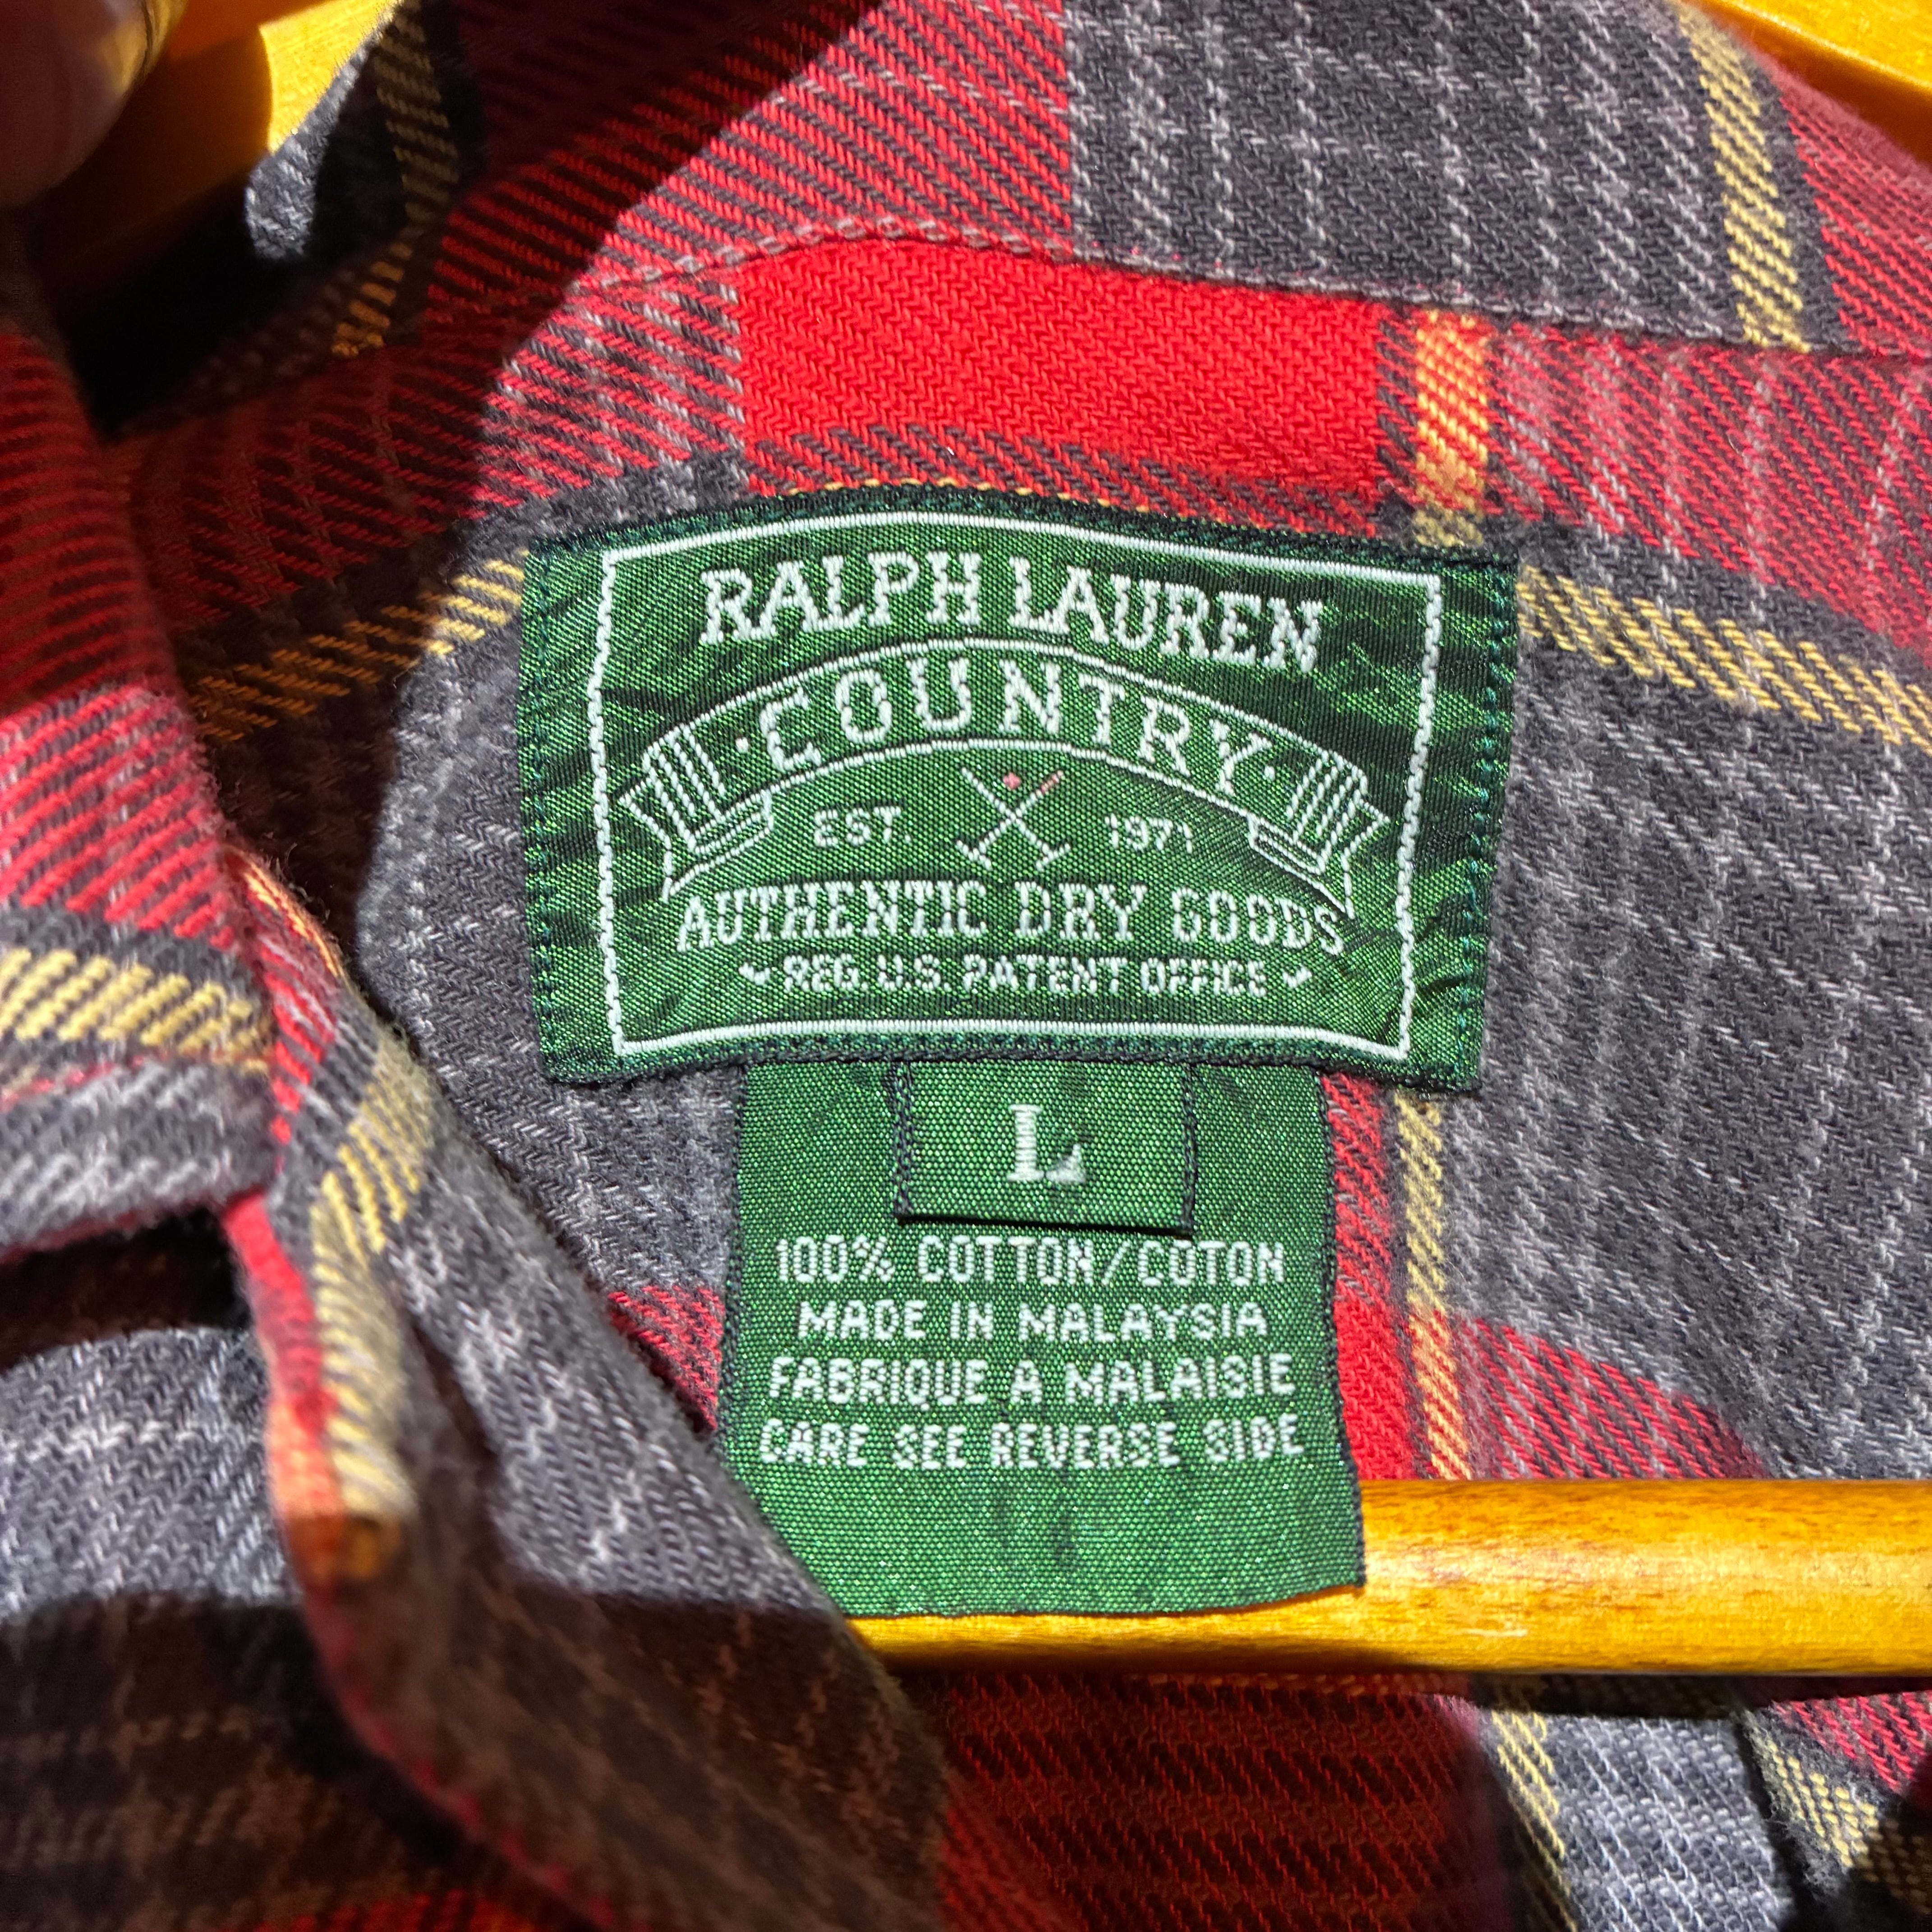 RALPH LAUREN
·COUNTRY·
EST. 1971
AUTHENTIC DRY GOODS
REG. U.S. PATENT OFFICE
L
100% COTTON/COTON
MADE IN MALAYSIA
FABRIQUE A MALAISIE
CARE SEE REVERSE SIDE